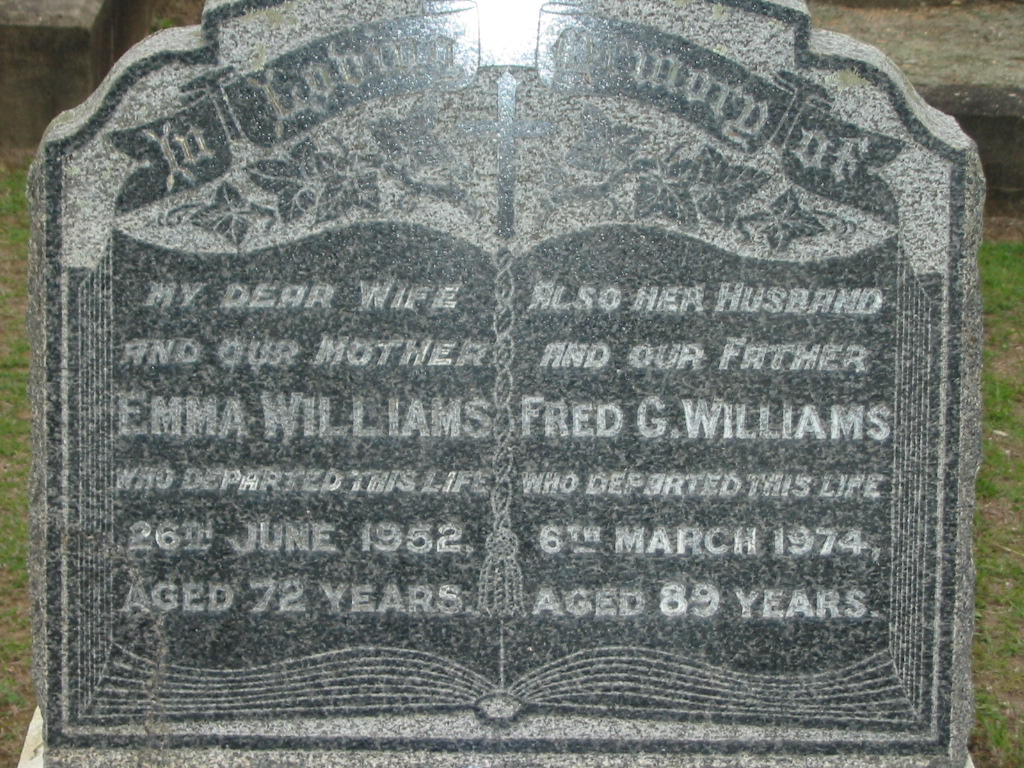 In Loving Memory of
MY DEAR WIFE
AND OUR MOTHER
EMMA WILLIAMS
WHO DEPARTED THIS LIFE
26TH JUNE 1952.
AGED 72 YEARS.
ALSO HER HUSBAND
AND OUR FATHER
FRED G. WILLIAMS
WHO DEPARTED THIS LIFE
6TH MARCH 1974,
AGED 89 YEARS.